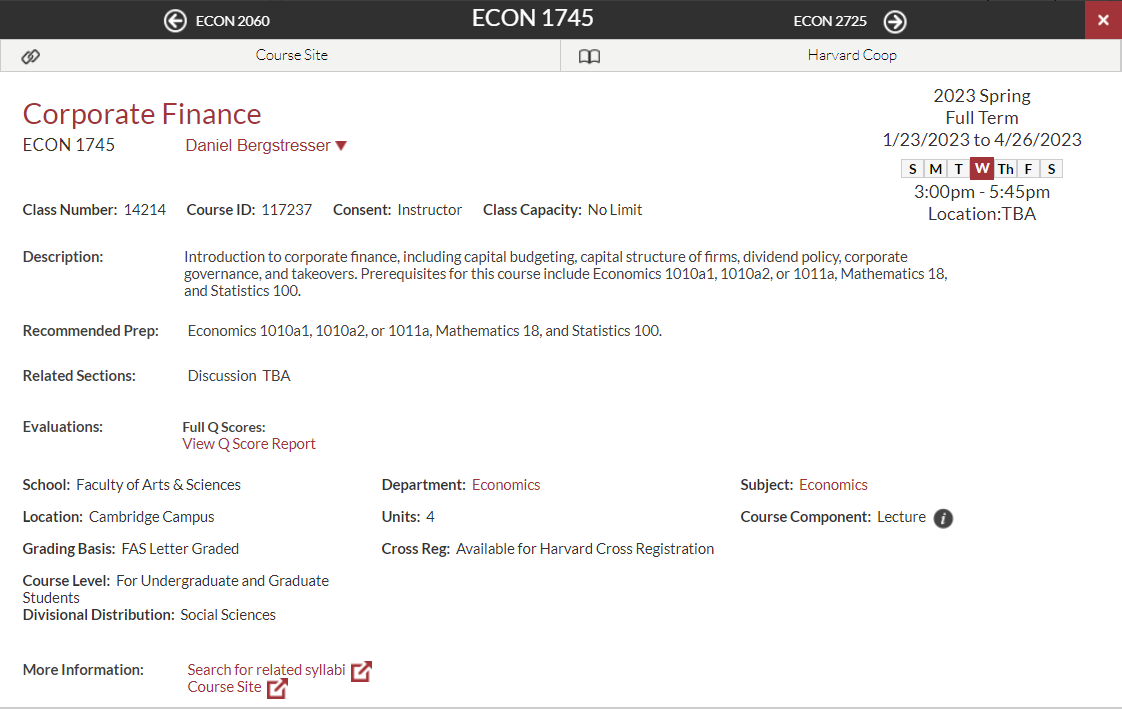 ECON 2060
ECON 1745
ECON 2725
Course Site
Harvard Coop
Corporate Finance
ECON 1745
Daniel Bergstresser
2023 Spring
Full Term
1/23/2023 to 4/26/2023
S M T W Th F S
3:00pm - 5:45pm
Location:TBA
Class Number: 14214 Course ID: 117237 Consent: Instructor Class Capacity: No Limit
Description: Introduction to corporate finance, including capital budgeting, capital structure of firms, dividend policy, corporate
governance, and takeovers. Prerequisites for this course include Economics 1010a1, 1010a2, or 1011a, Mathematics 18,
and Statistics 100.
Recommended Prep: Economics 1010a1, 1010a2, or 1011a, Mathematics 18, and Statistics 100.
Related Sections: Discussion TBA
Evaluations: Full Q Scores:
View Q Score Report
School: Faculty of Arts & Sciences Department: Economics Subject: Economics
Location: Cambridge Campus Units: 4 Course Component: Lecture i
Grading Basis: FAS Letter Graded Cross Reg: Available for Harvard Cross Registration
Course Level: For Undergraduate and Graduate
Students
Divisional Distribution: Social Sciences
More Information: Search for related syllabi
Course Site